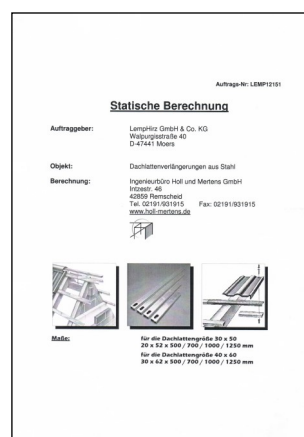 Auftrags-Nr: LEMP12151
Statische Berechnung
Auftraggeber: LempHirz GmbH & Co. KG
Walpurgisstraße 40
D-47441 Moers
Objekt: Dachlattenverlängerungen aus Stahl
Berechnung: Ingenieurbüro Holl und Mertens GmbH
Intzestr. 46
42859 Remscheid
Tel. 02191/931915 Fax: 02191/931915
www.holl-mertens.de
Maße: für die Dachlattengröße 30 x 50
20 x 52 x 500 / 700 / 1000 / 1250 mm
für die Dachlattengröße 40 x 60
30 x 62 x 500 / 700 / 1000 / 1250 mm